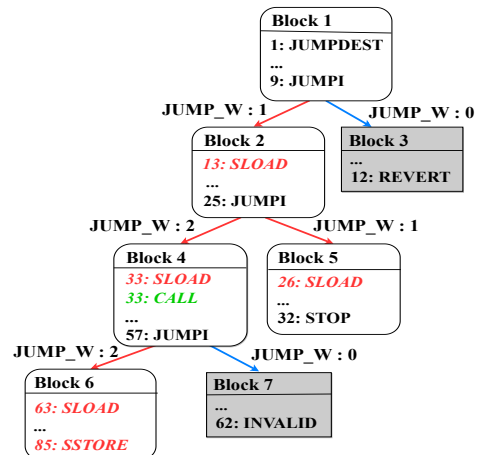 Block 1
1: JUMPDEST
...
9: JUMPI
JUMP_W : 1
JUMP_W : 0
Block 2
13: SLOAD
...
25: JUMPI
Block 3
...
12: REVERT
JUMP_W : 2
JUMP_W : 1
Block 4
33: SLOAD
33: CALL
...
57: JUMPI
Block 5
26: SLOAD
...
32: STOP
JUMP_W : 2
JUMP_W : 0
Block 6
63: SLOAD
...
85: SSTORE
Block 7
...
62: INVALID